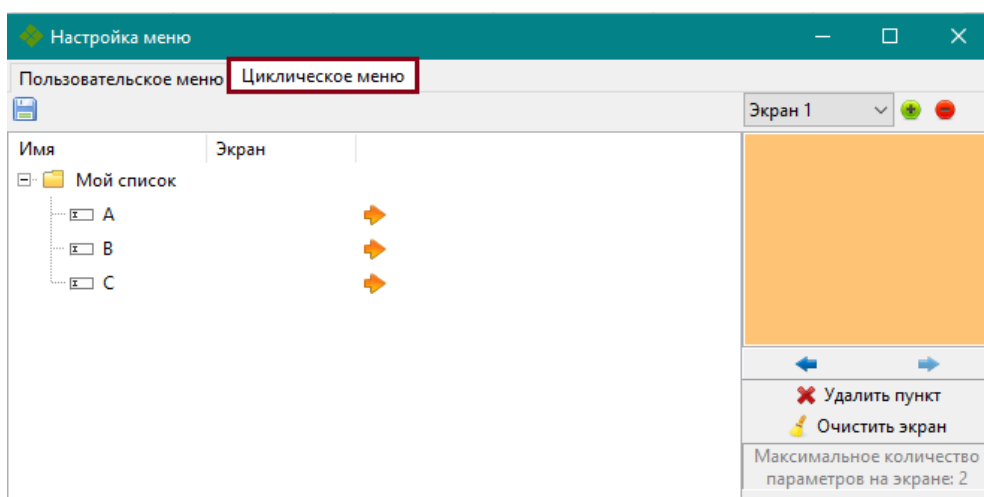 Настройка меню
Пользовательское меню Циклическое меню
Экран 1
Имя Экран
Мой список
A
B
C
Удалить пункт
Очистить экран
Максимальное количество
параметров на экране: 2